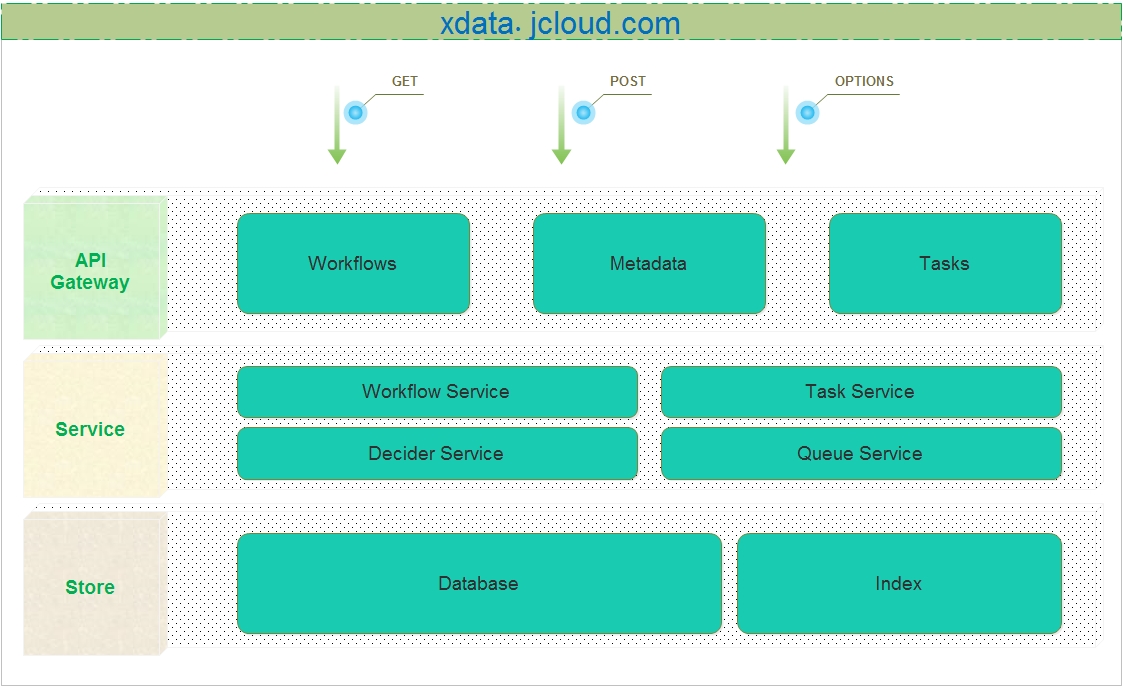 xdata.jcloud.com
GET
POST
OPTIONS
API
Gateway
Workflows
Metadata
Tasks
Service
Workflow Service
Task Service
Decider Service
Queue Service
Store
Database
Index